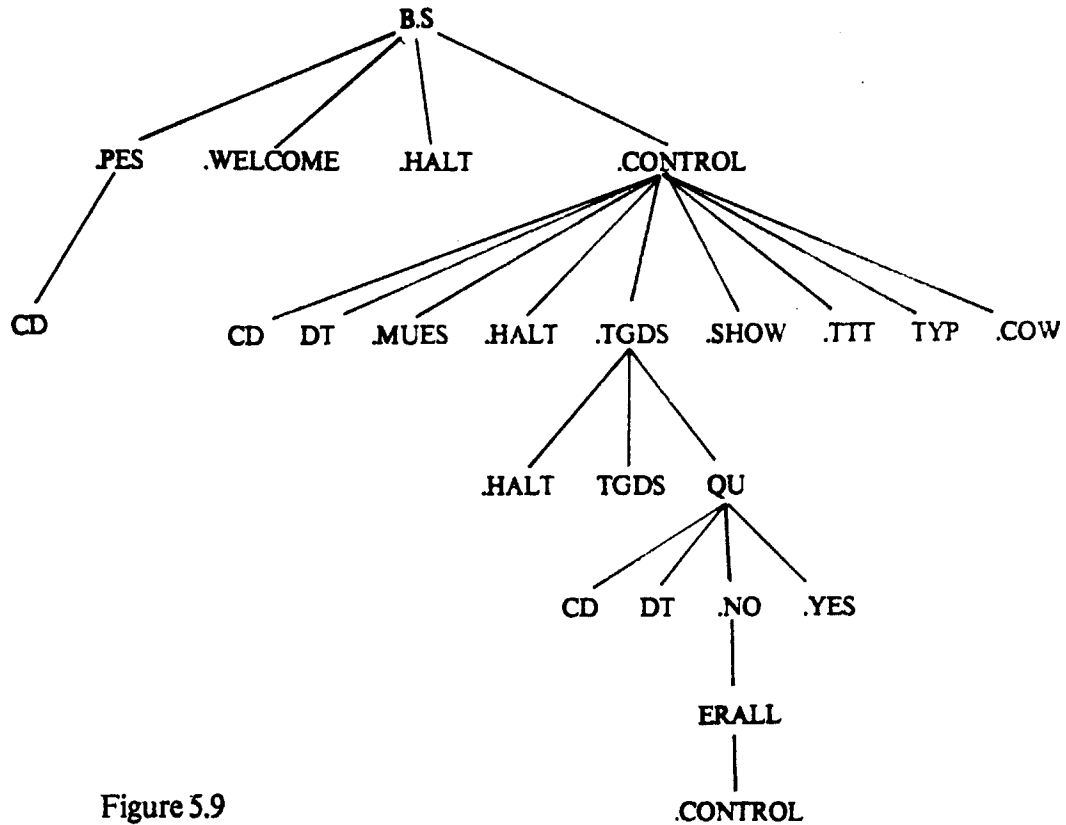 B.S
.PES .WELCOME .HALT .CONTROL
CD CD DT .MUES .HALT .TGDS .SHOW .TTT TYP .COW
.HALT TGDS QU
CD DT .NO .YES
ERALL
.CONTROL
Figure 5.9